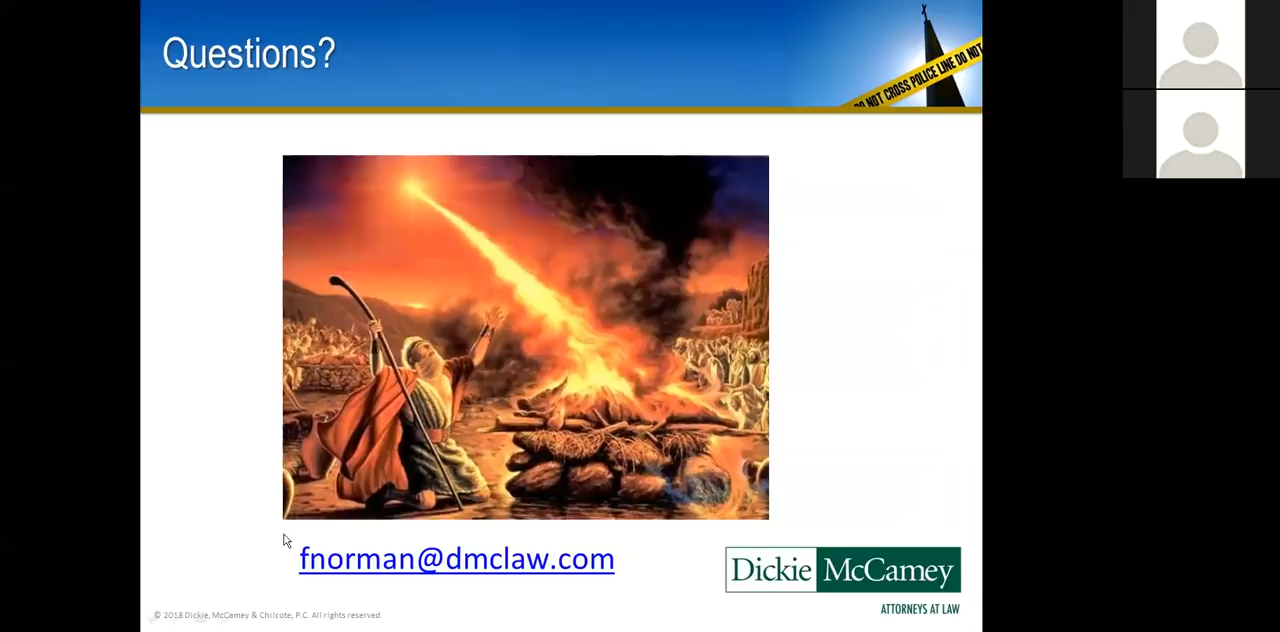 Questions?
DO NOT CROSS POLICE LINE DO NOT
fnorman@dmclaw.com
Dickie McCamey
ATTORNEYS AT LAW
© 2018 Dickie, McCamey & Chilcote, P.C. All rights reserved.